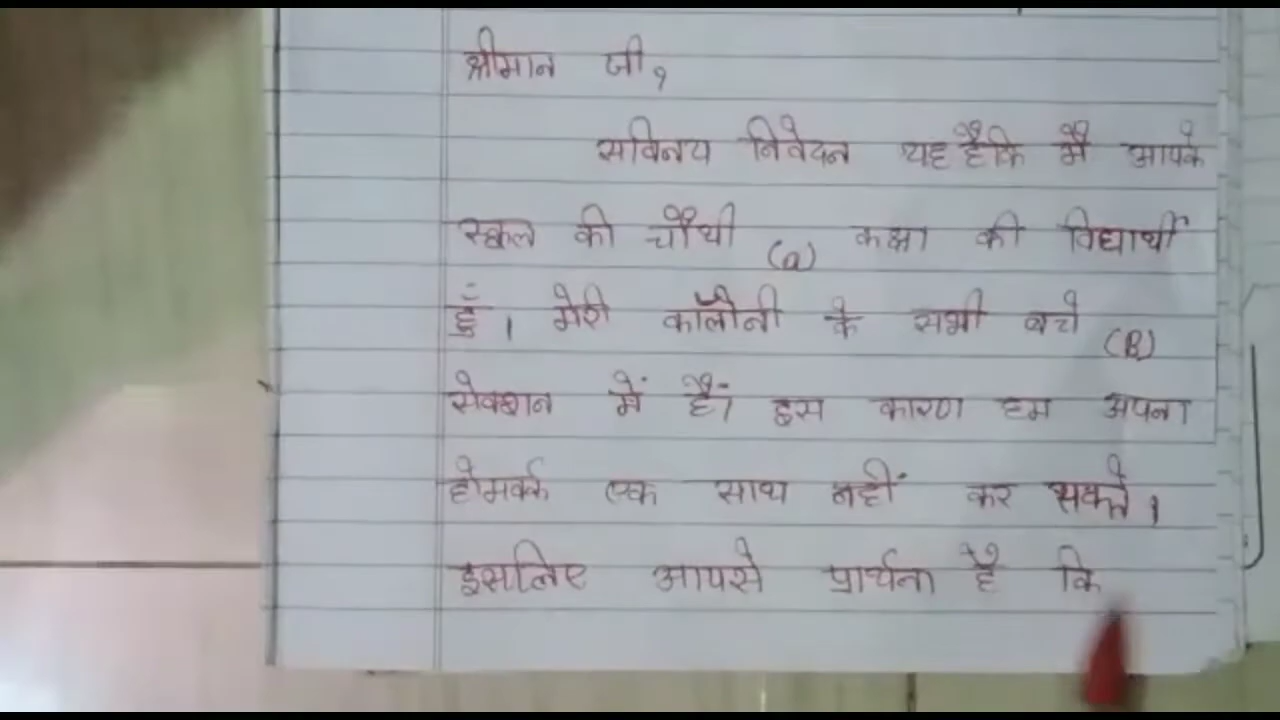 श्रीमान जी,
सविनय निवेदन यह है कि मैं आपके
स्कूल की चौथी (a) कक्षा की विद्यार्थी
हूँ। मेरी कॉलोनी के सभी बचे (B)
सेक्शन में हैं। इस कारण हम अपना
होमवर्क एक साथ नहीं कर सकते।
इसलिए आपसे प्रार्थना है कि